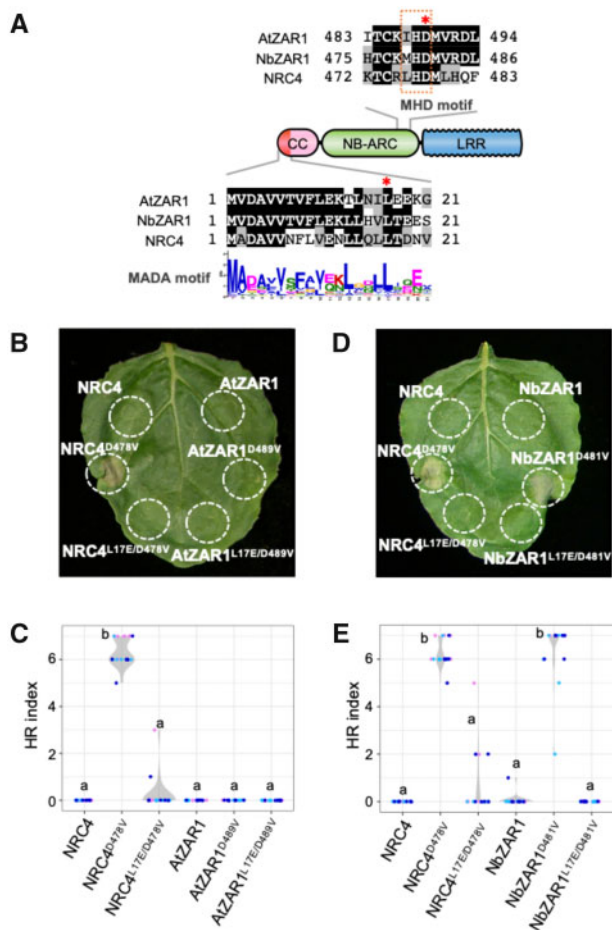 A
AtZAR1 483 ITCKIHDMVRDL 494
NbZAR1 475 HTCKMHDMVRDL 486
NRC4 472 KTCRLHDMLHQF 483
MHD motif
CC NB-ARC LRR
AtZAR1 1 MVDAVVTVFLEKTLNILEEKG 21
NbZAR1 1 MVDAVVTVFLEKLLHVLTEES 21
NRC4 1 MADAVVNFLVENLLQLLTDNV 21
MADA motif
B
NRC4 AtZAR1
NRC4D478V AtZAR1D489V
NRC4L17E/D478V AtZAR1L17E/D489V
D
NRC4 NbZAR1
NRC4D478V NbZAR1D481V
NRC4L17E/D478V NbZAR1L17E/D481V
C
HR index
6
4
2
0
a b a a a a
NRC4
NRC4D478V
NRC4L17E/D478V
AtZAR1
AtZAR1D489V
AtZAR1L17E/D489V
E
HR index
6
4
2
0
a b a a b a
NRC4
NRC4D478V
NRC4L17E/D478V
NbZAR1
NbZAR1D481V
NbZAR1L17E/D481V